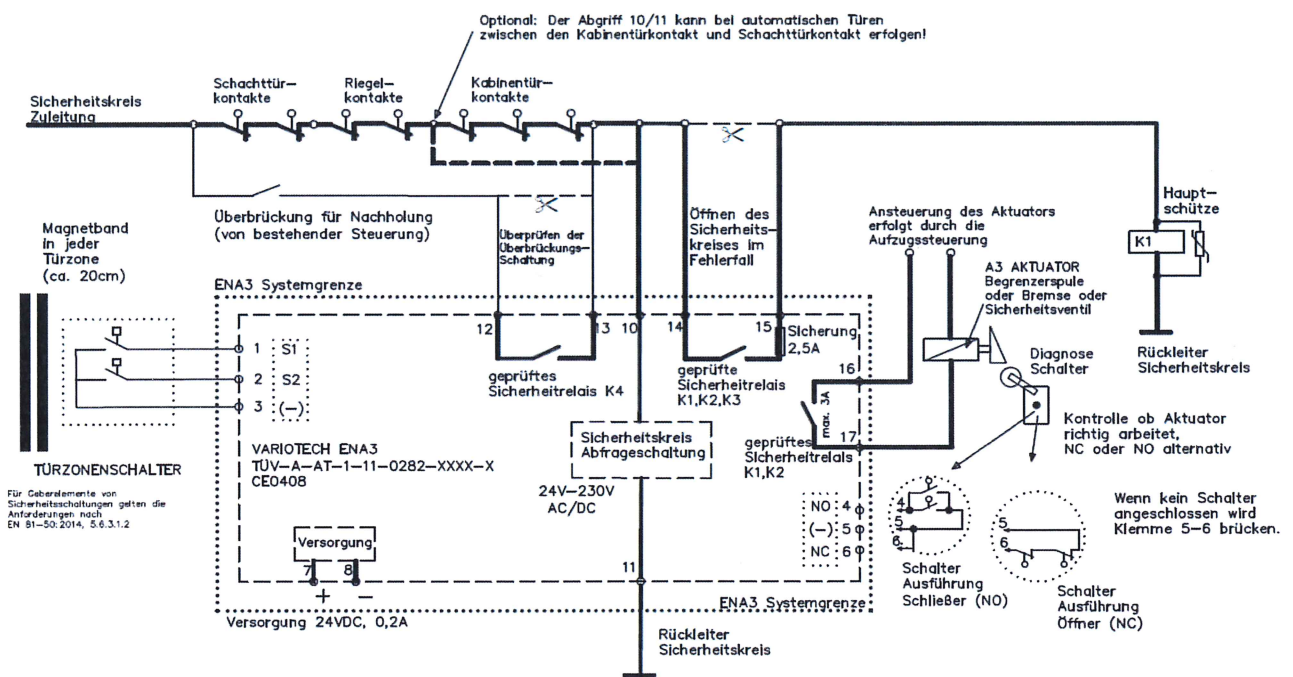 Optional: Der Abgriff 10/11 kann bei automatischen Türen
zwischen den Kabinentürkontakt und Schachttürkontakt erfolgen!
Sicherheitskreis
Zuleitung
Schachttür–
kontakte
Riegel–
kontakte
Kabinentür–
kontakte
Überbrückung für Nachholung
(von bestehender Steuerung)
Überprüfen der
Überbrückungs–
Schaltung
Öffnen des
Sicherheits–
kreises im
Fehlerfall
Ansteuerung des Aktuators
erfolgt durch die
Aufzugssteuerung
Haupt–
schütze
K1
Rückleiter
Sicherheitskreis
Magnetband
in jeder
Türzone
(ca. 20cm)
A3 AKTUATOR
Begrenzerspule
oder Bremse oder
Sicherheitsventil
ENA3 Systemgrenze
12
13
10
14
15
Sicherung
2,5A
1
S1
2
S2
3
(–)
geprüftes
Sicherheitrelais K4
geprüfte
Sicherheitrelais
K1,K2,K3
16
max. 3A
17
geprüftes
Sicherheitrelais
K1,K2
Diagnose
Schalter
Kontrolle ob Aktuator
richtig arbeitet,
NC oder NO alternativ
TÜRZONENSCHALTER
Für Geberelemente von
Sicherheitsschaltungen gelten die
Anforderungen nach
EN 81–50:2014, 5.6.3.1.2
VARIOTECH ENA3
TÜV–A–AT–1–11–0282–XXXX–X
CE0408
Sicherheitskreis
Abfrageschaltung
24V–230V
AC/DC
NO
4
(–)
5
NC
6
4
5
6
5
6
Wenn kein Schalter
angeschlossen wird
Klemme 5–6 brücken.
Schalter
Ausführung
Schließer (NO)
Schalter
Ausführung
Öffner (NC)
Versorgung
7
8
+
–
11
ENA3 Systemgrenze
Versorgung 24VDC, 0,2A
Rückleiter
Sicherheitskreis